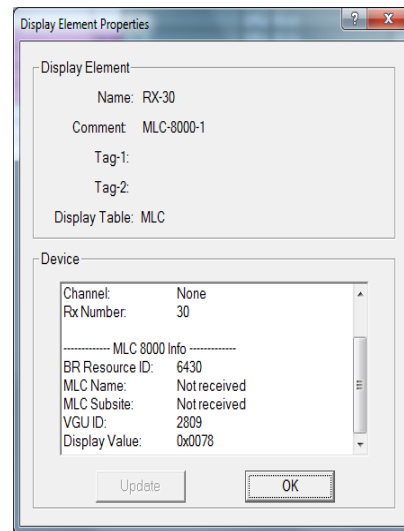 Display Element Properties
? X
Display Element
Name: RX-30
Comment: MLC-8000-1
Tag-1:
Tag-2:
Display Table: MLC
Device
Channel: None
Rx Number: 30
------------ MLC 8000 Info ------------
BR Resource ID: 6430
MLC Name: Not received
MLC Subsite: Not received
VGU ID: 2809
Display Value: 0x0078
Update OK